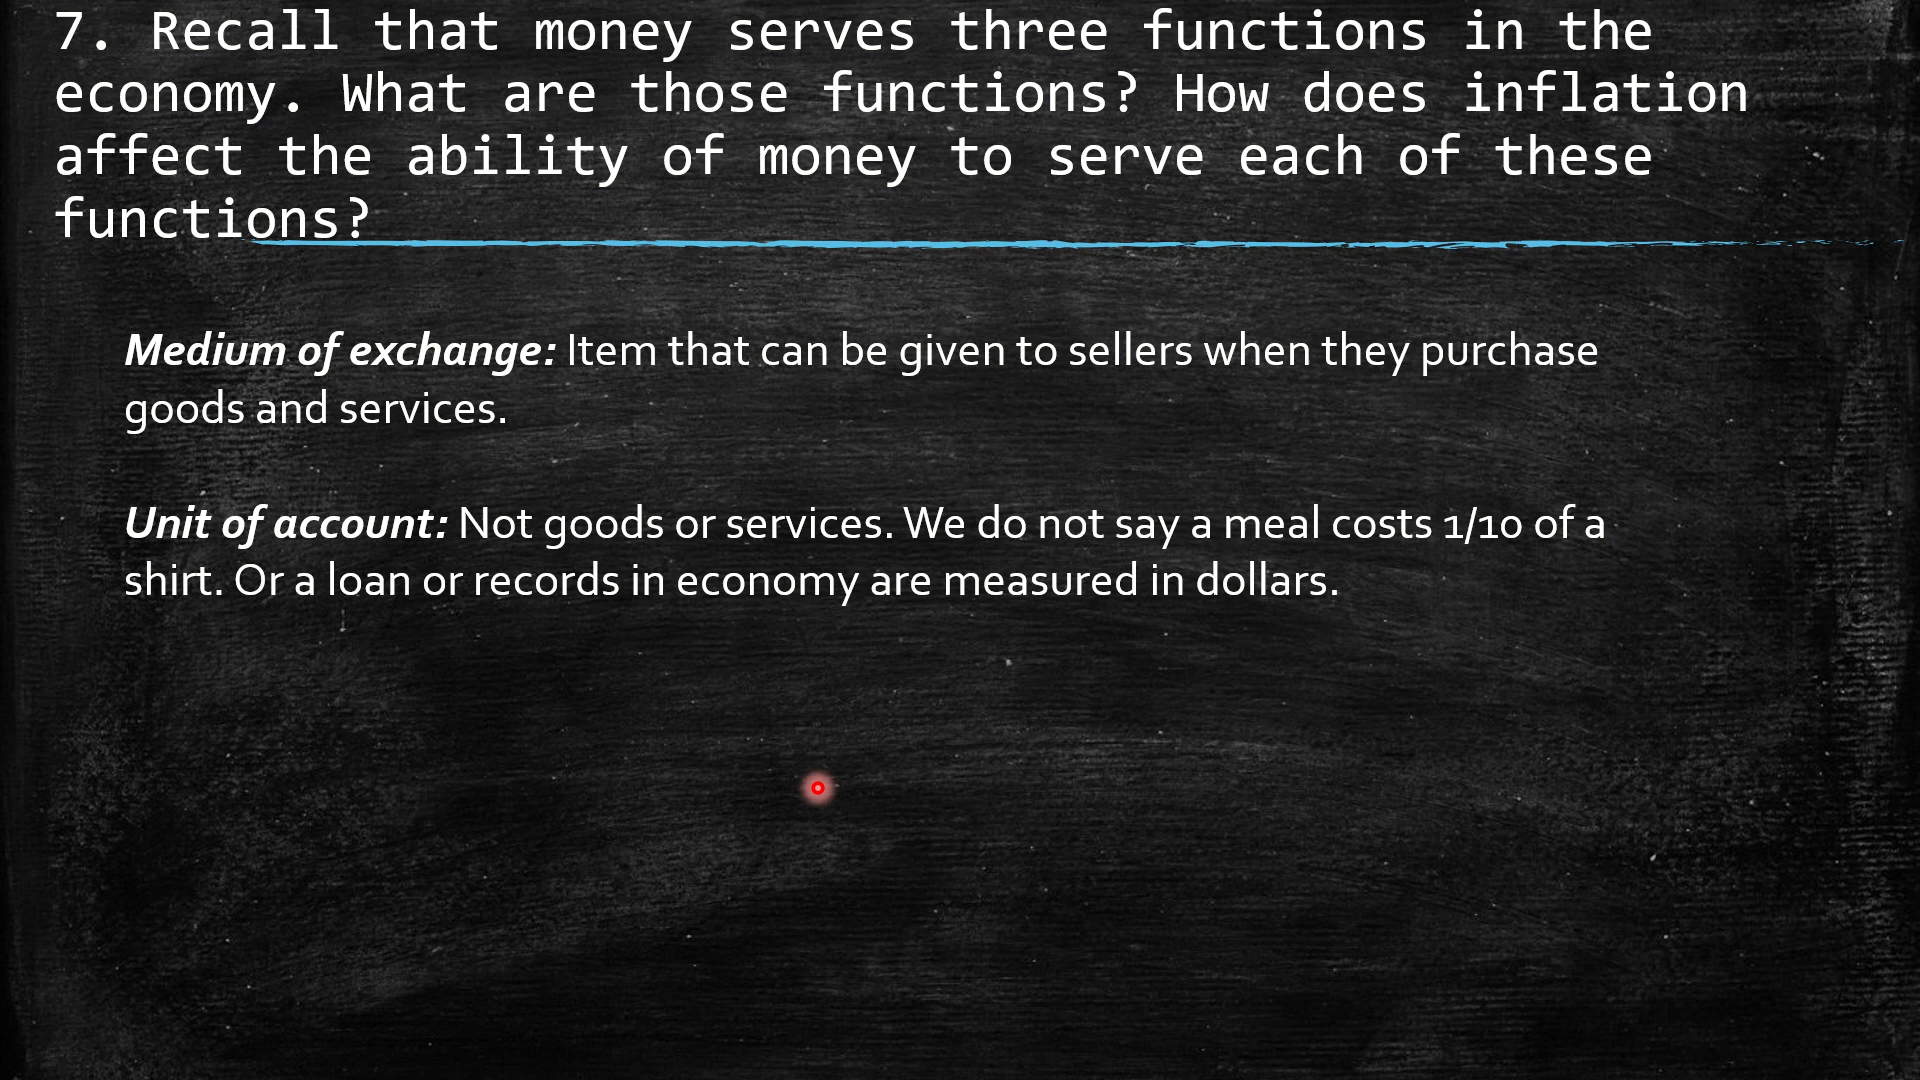 7. Recall that money serves three functions in the
economy. What are those functions? How does inflation
affect the ability of money to serve each of these
functions?
Medium of exchange: Item that can be given to sellers when they purchase
goods and services.
Unit of account: Not goods or services. We do not say a meal costs 1/10 of a
shirt. Or a loan or records in economy are measured in dollars.